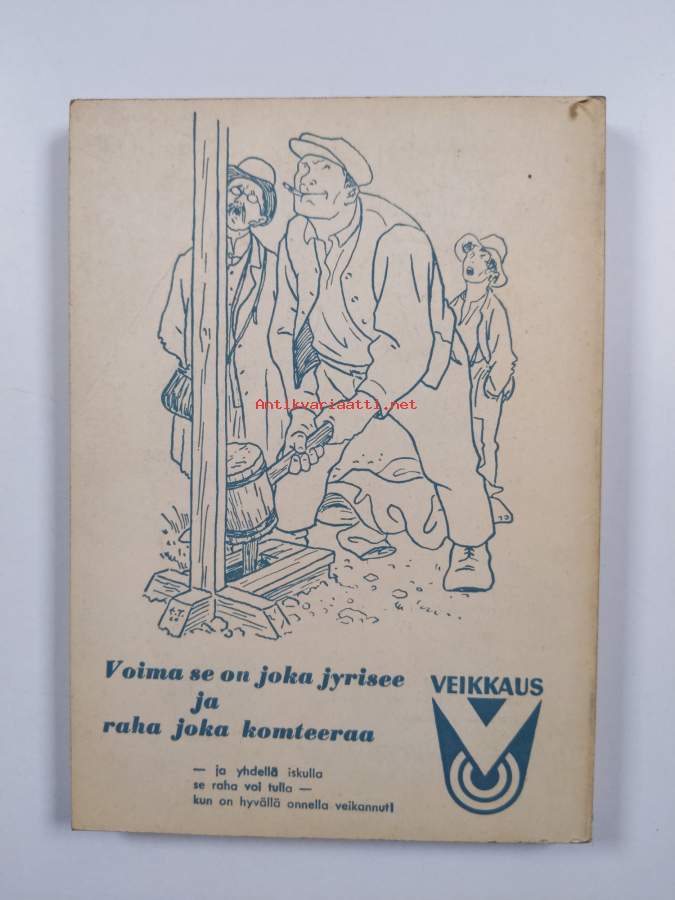 Antikvariaatti.net
Voima se on joka jyrisee
ja
raha joka komteeraa
VEIKKAUS
— ja yhdellä iskulla
se raha voi tulla —
kun on hyvällä onnella veikannut!